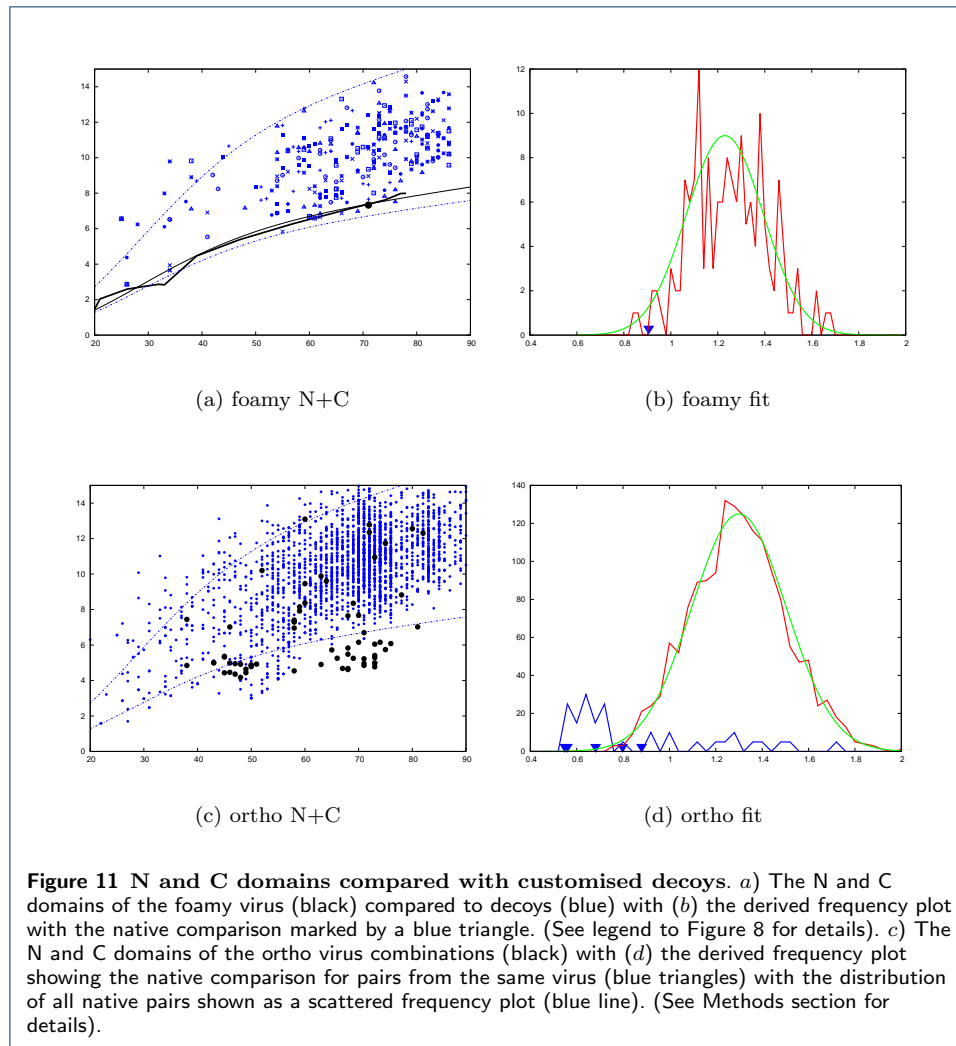 14
12
10
8
6
4
2
0
20 30 40 50 60 70 80 90
(a) foamy N+C
12
10
8
6
4
2
0
0.4 0.6 0.8 1 1.2 1.4 1.6 1.8 2
(b) foamy fit
14
12
10
8
6
4
2
0
20 30 40 50 60 70 80 90
(c) ortho N+C
140
120
100
80
60
40
20
0
0.4 0.6 0.8 1 1.2 1.4 1.6 1.8 2
(d) ortho fit
Figure 11 N and C domains compared with customised decoys. a) The N and C
domains of the foamy virus (black) compared to decoys (blue) with (b) the derived frequency plot
with the native comparison marked by a blue triangle. (See legend to Figure 8 for details). c) The
N and C domains of the ortho virus combinations (black) with (d) the derived frequency plot
showing the native comparison for pairs from the same virus (blue triangles) with the distribution
of all native pairs shown as a scattered frequency plot (blue line). (See Methods section for
details).